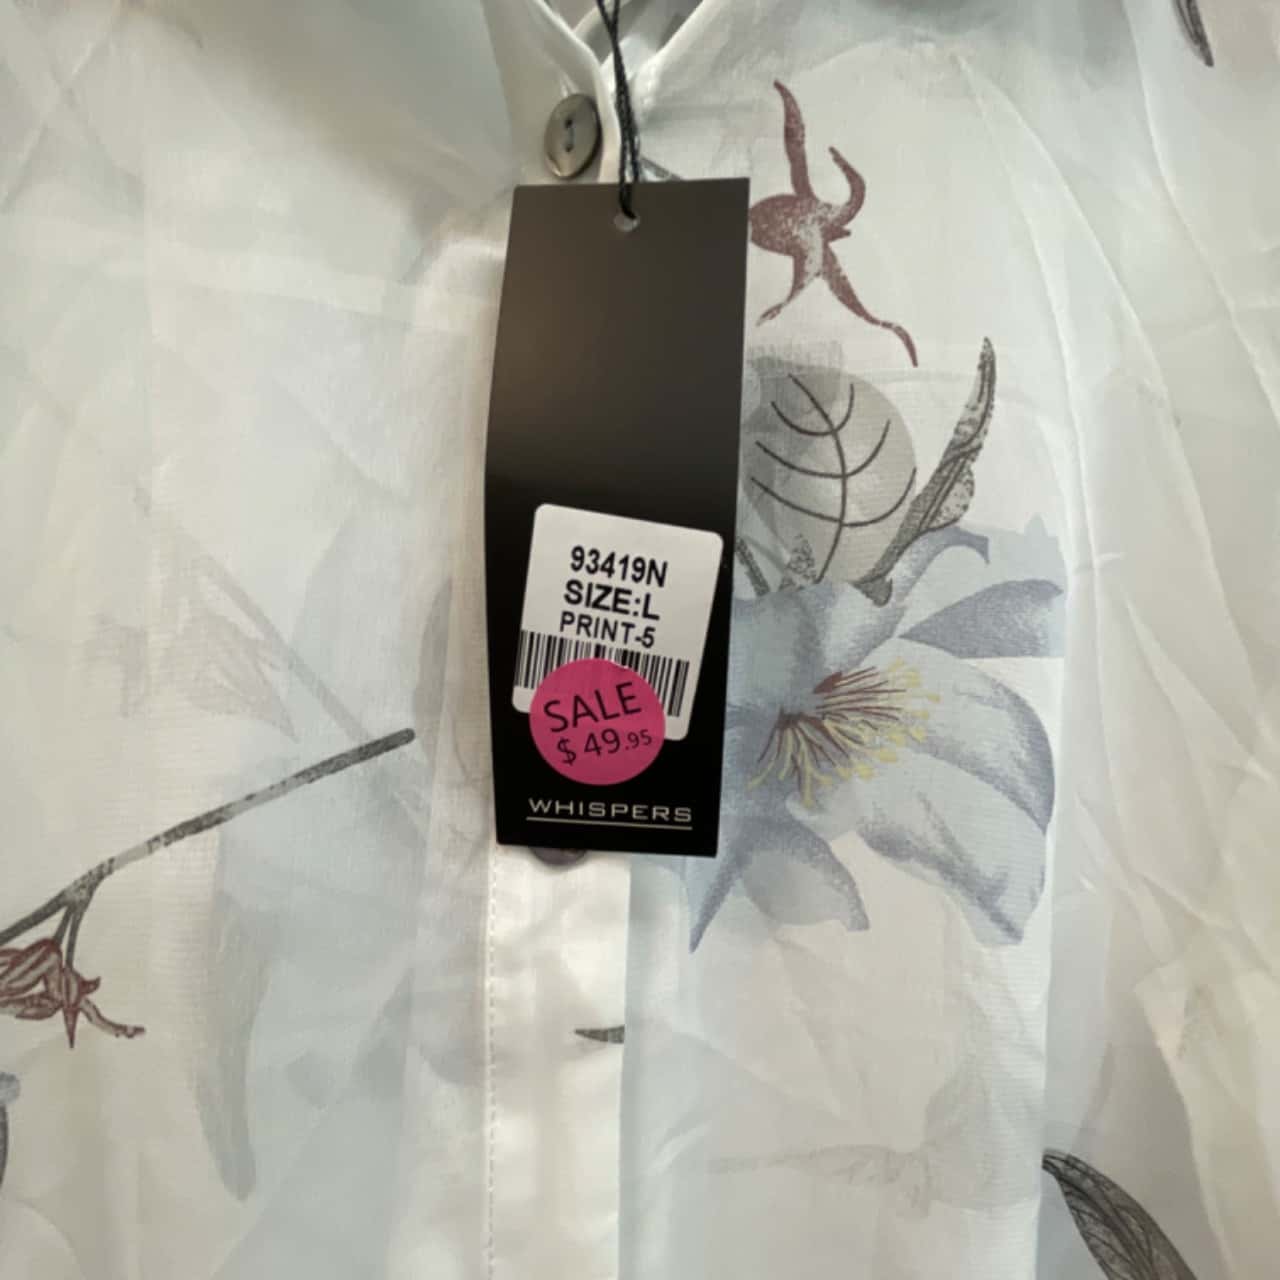 93419N
SIZE:L
PRINT-5
SALE
$ 49.95
WHISPERS